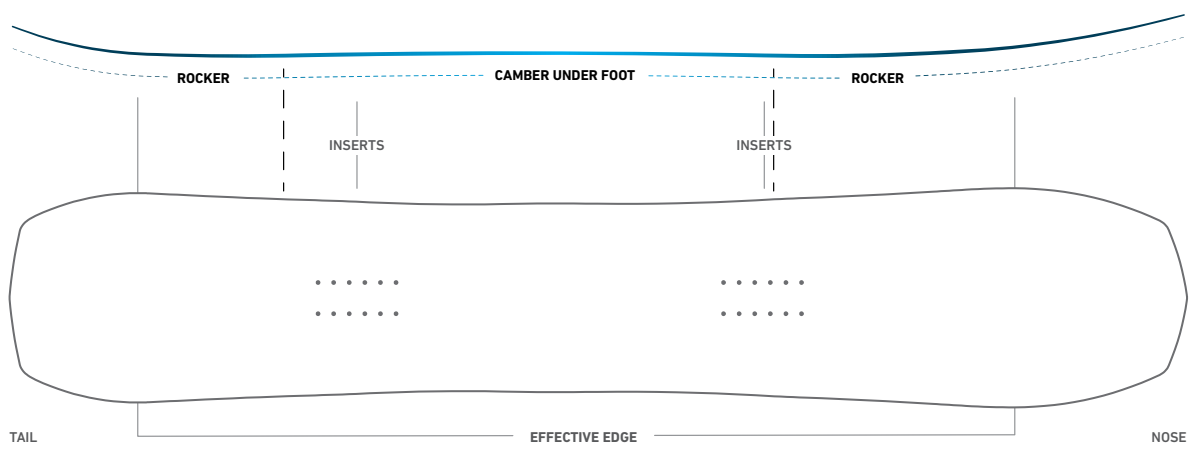 ROCKER
CAMBER UNDER FOOT
ROCKER
INSERTS
INSERTS
TAIL
EFFECTIVE EDGE
NOSE